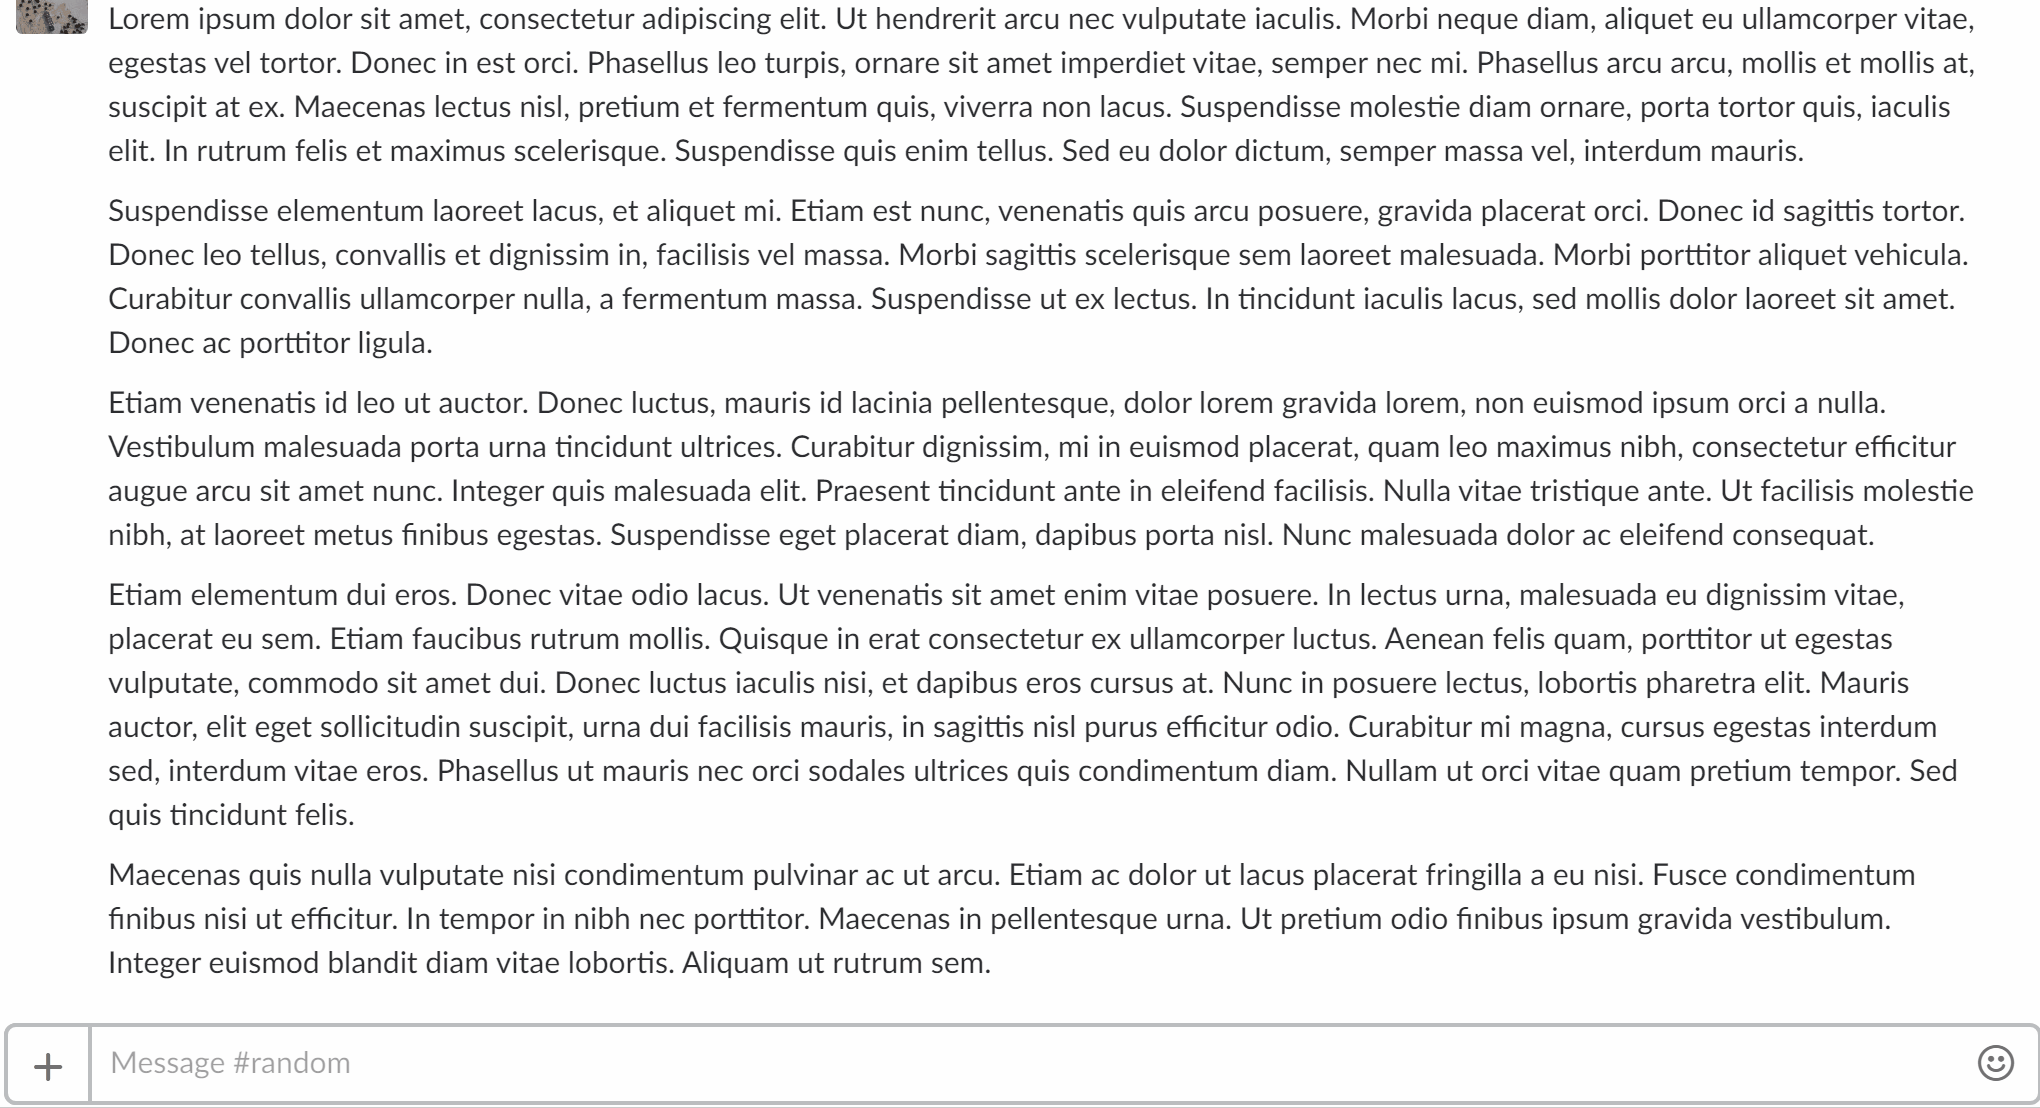 Lorem ipsum dolor sit amet, consectetur adipiscing elit. Ut hendrerit arcu nec vulputate iaculis. Morbi neque diam, aliquet eu ullamcorper vitae,
egestas vel tortor. Donec in est orci. Phasellus leo turpis, ornare sit amet imperdiet vitae, semper nec mi. Phasellus arcu arcu, mollis et mollis at,
suscipit at ex. Maecenas lectus nisl, pretium et fermentum quis, viverra non lacus. Suspendisse molestie diam ornare, porta tortor quis, iaculis
elit. In rutrum felis et maximus scelerisque. Suspendisse quis enim tellus. Sed eu dolor dictum, semper massa vel, interdum mauris.
Suspendisse elementum laoreet lacus, et aliquet mi. Etiam est nunc, venenatis quis arcu posuere, gravida placerat orci. Donec id sagittis tortor.
Donec leo tellus, convallis et dignissim in, facilisis vel massa. Morbi sagittis scelerisque sem laoreet malesuada. Morbi porttitor aliquet vehicula.
Curabitur convallis ullamcorper nulla, a fermentum massa. Suspendisse ut ex lectus. In tincidunt iaculis lacus, sed mollis dolor laoreet sit amet.
Donec ac porttitor ligula.
Etiam venenatis id leo ut auctor. Donec luctus, mauris id lacinia pellentesque, dolor lorem gravida lorem, non euismod ipsum orci a nulla.
Vestibulum malesuada porta urna tincidunt ultrices. Curabitur dignissim, mi in euismod placerat, quam leo maximus nibh, consectetur efficitur
augue arcu sit amet nunc. Integer quis malesuada elit. Praesent tincidunt ante in eleifend facilisis. Nulla vitae tristique ante. Ut facilisis molestie
nibh, at laoreet metus finibus egestas. Suspendisse eget placerat diam, dapibus porta nisl. Nunc malesuada dolor ac eleifend consequat.
Etiam elementum dui eros. Donec vitae odio lacus. Ut venenatis sit amet enim vitae posuere. In lectus urna, malesuada eu dignissim vitae,
placerat eu sem. Etiam faucibus rutrum mollis. Quisque in erat consectetur ex ullamcorper luctus. Aenean felis quam, porttitor ut egestas
vulputate, commodo sit amet dui. Donec luctus iaculis nisi, et dapibus eros cursus at. Nunc in posuere lectus, lobortis pharetra elit. Mauris
auctor, elit eget sollicitudin suscipit, urna dui facilisis mauris, in sagittis nisl purus efficitur odio. Curabitur mi magna, cursus egestas interdum
sed, interdum vitae eros. Phasellus ut mauris nec orci sodales ultrices quis condimentum diam. Nullam ut orci vitae quam pretium tempor. Sed
quis tincidunt felis.
Maecenas quis nulla vulputate nisi condimentum pulvinar ac ut arcu. Etiam ac dolor ut lacus placerat fringilla a eu nisi. Fusce condimentum
finibus nisi ut efficitur. In tempor in nibh nec porttitor. Maecenas in pellentesque urna. Ut pretium odio finibus ipsum gravida vestibulum.
Integer euismod blandit diam vitae lobortis. Aliquam ut rutrum sem.
Message #random